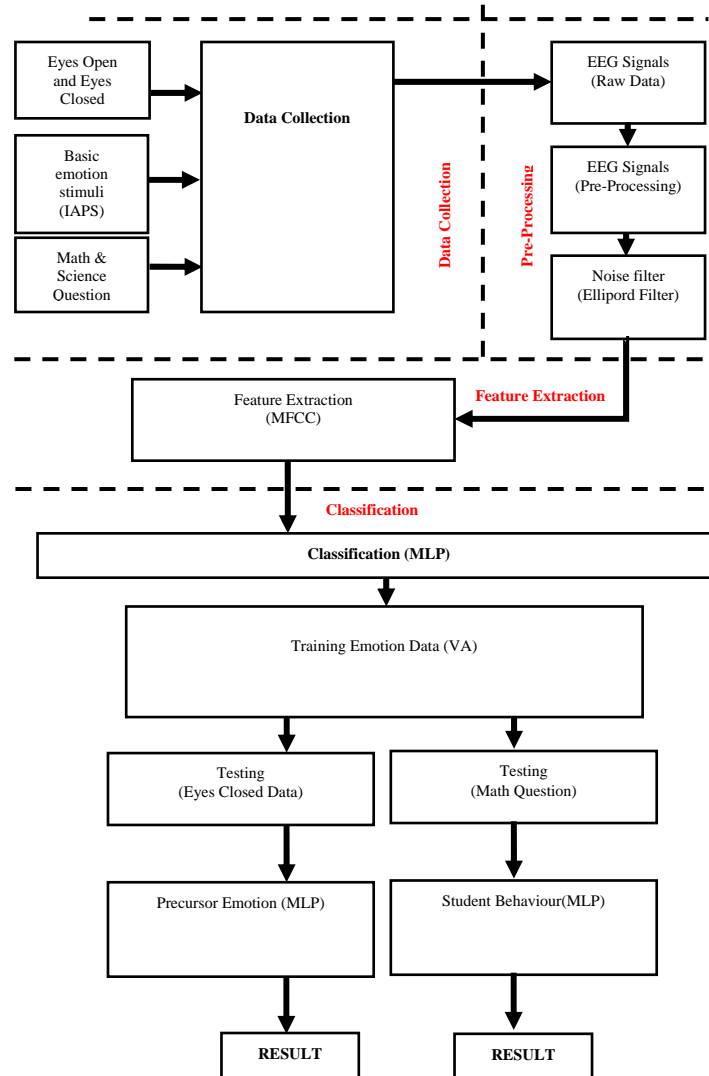 Eyes Open
and Eyes
Closed
Basic
emotion
stimuli
(IAPS)
Math &
Science
Question
Data Collection
Data Collection
Pre-Processing
EEG Signals
(Raw Data)
EEG Signals
(Pre-Processing)
Noise filter
(Ellipord Filter)
Feature Extraction
Feature Extraction
(MFCC)
Classification
Classification (MLP)
Training Emotion Data (VA)
Testing
(Eyes Closed Data)
Testing
(Math Question)
Precursor Emotion (MLP)
Student Behaviour(MLP)
RESULT
RESULT